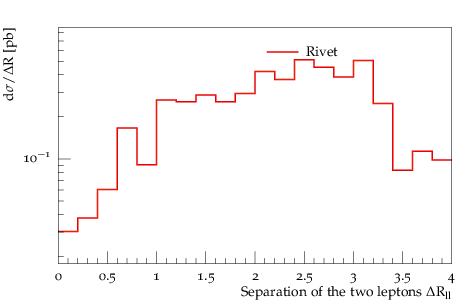 dσ/ΔR [pb]
Rivet
10⁻¹
0 0.5 1 1.5 2 2.5 3 3.5 4
Separation of the two leptons ΔRₗₗ